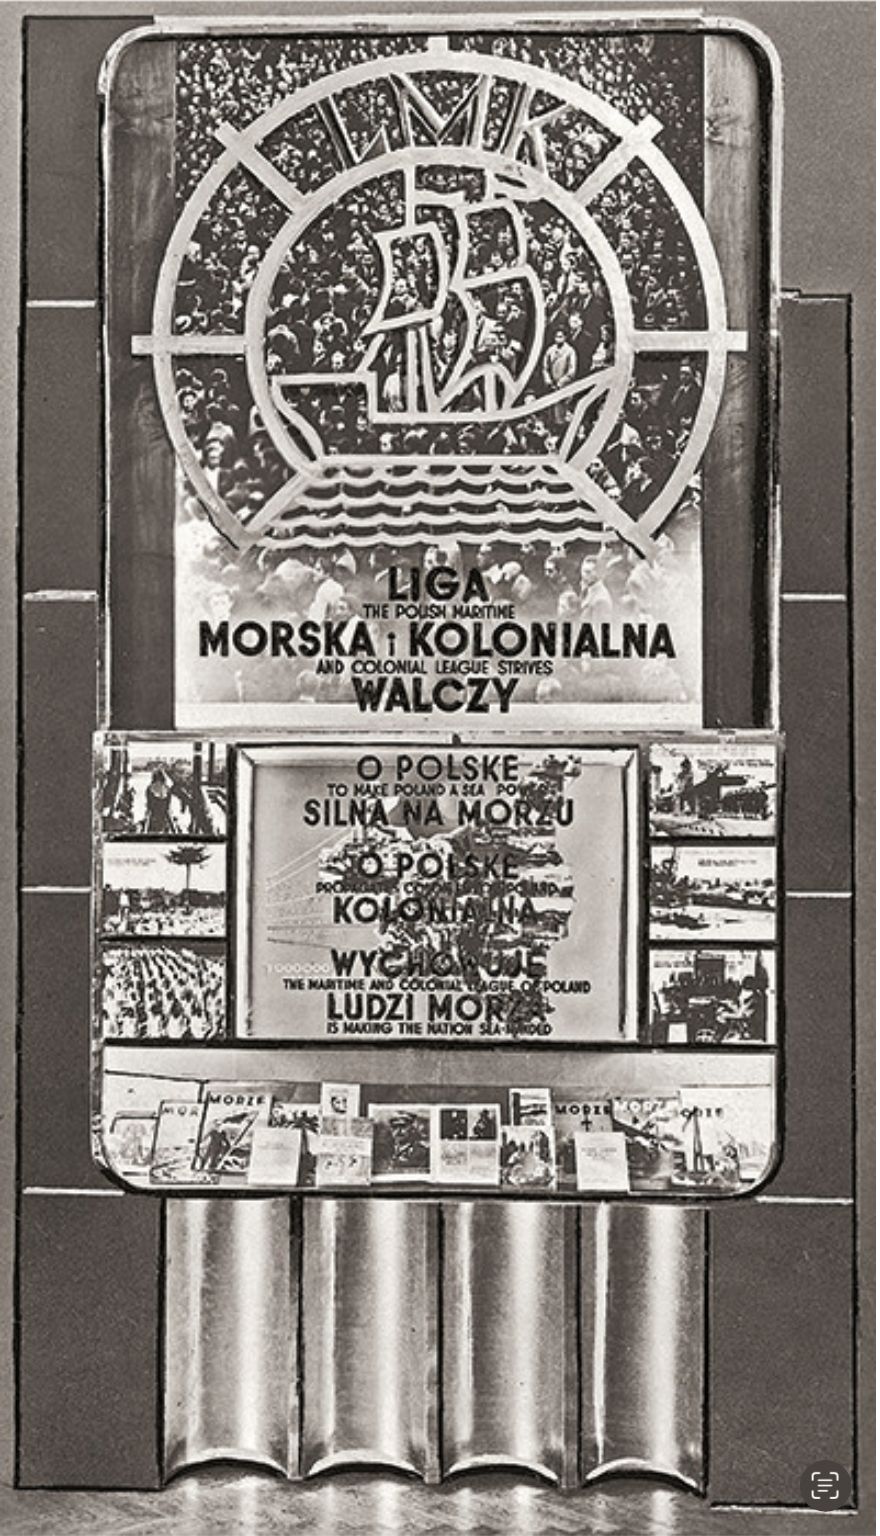 LMK
LIGA
THE POLISH MARITIME
MORSKA i KOLONIALNA
AND COLONIAL LEAGUE STRIVES
WALCZY
O POLSKE
TO MAKE POLAND A SEA POWER
SILNA NA MORZU
O POLSKE
PROPAGATES
KOLONIALNA
1000000 WYCHOWUJE
THE MARITIME AND COLONIAL LEAGUE OF POLAND
LUDZI MORZA
IS MAKING THE NATION SEA-MINDED
MORZE
MORZE